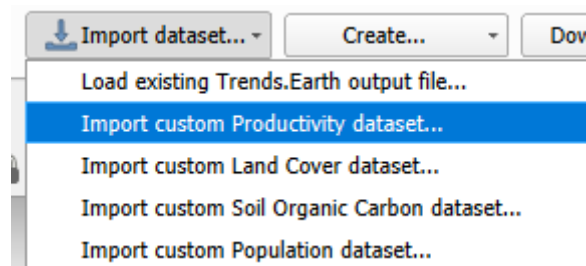 Import dataset... Create... Dow
Load existing Trends.Earth output file...
Import custom Productivity dataset...
Import custom Land Cover dataset...
Import custom Soil Organic Carbon dataset...
Import custom Population dataset...